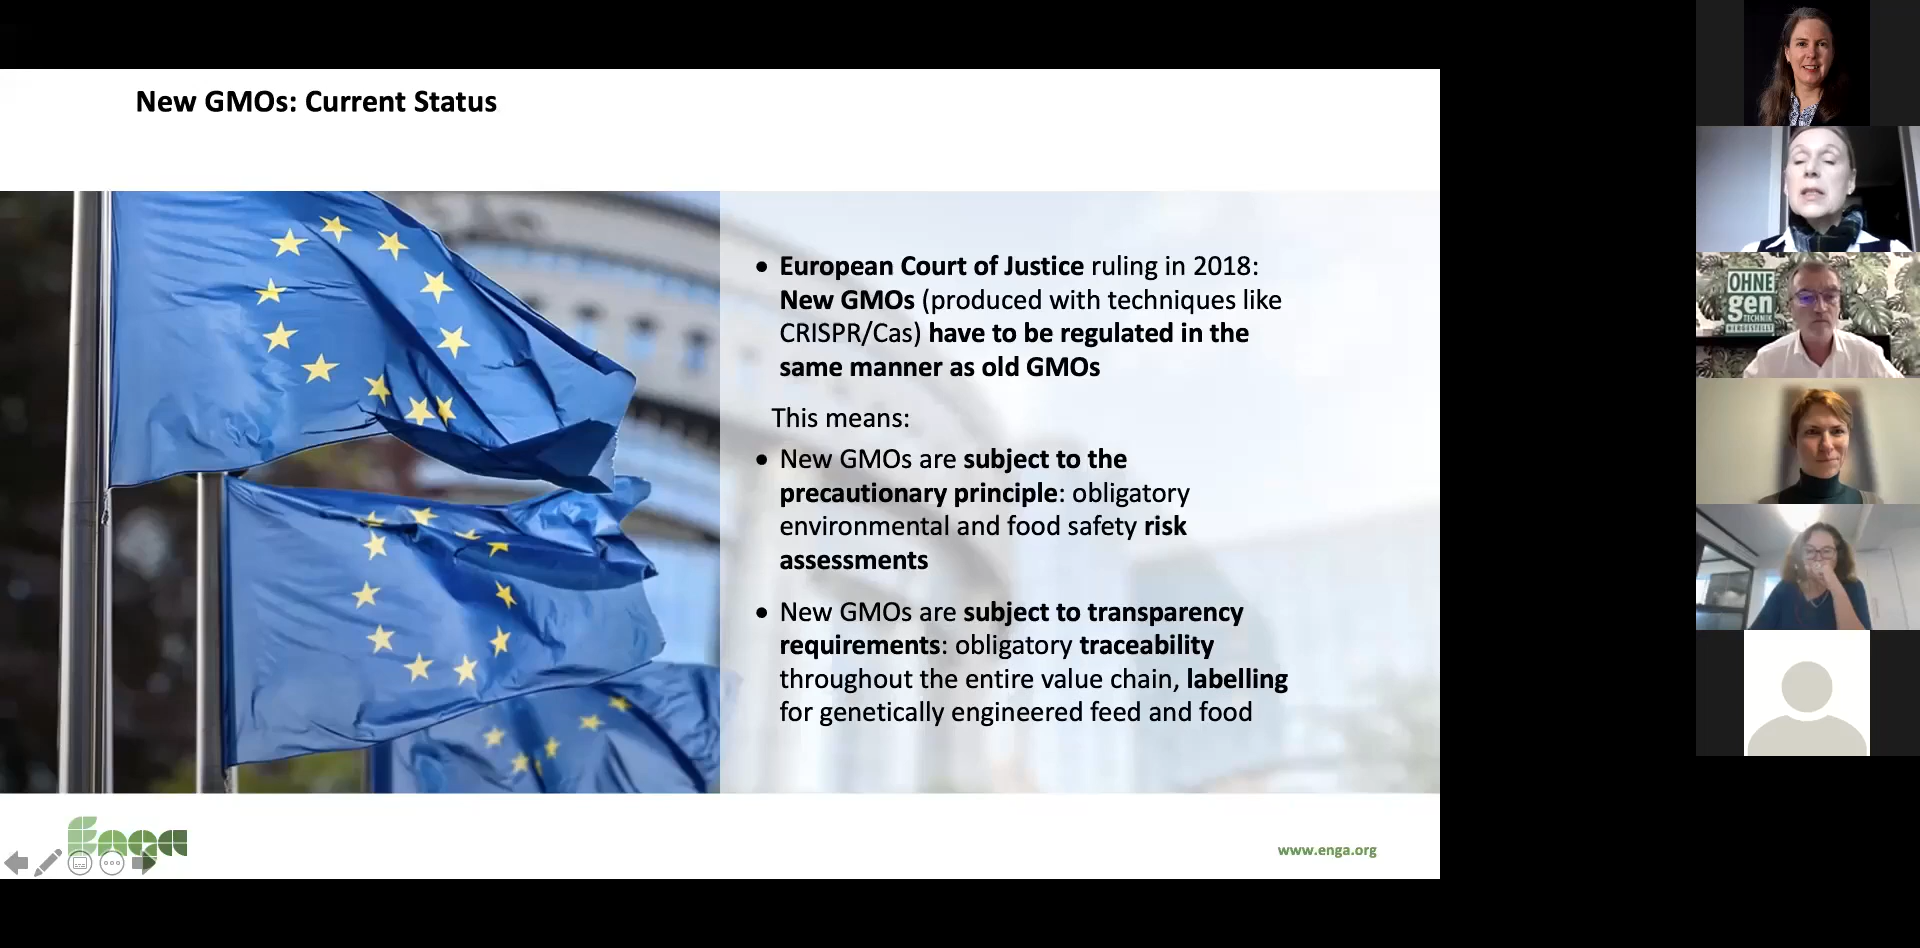 New GMOs: Current Status
• European Court of Justice ruling in 2018:
New GMOs (produced with techniques like
CRISPR/Cas) have to be regulated in the
same manner as old GMOs
This means:
• New GMOs are subject to the
precautionary principle: obligatory
environmental and food safety risk
assessments
• New GMOs are subject to transparency
requirements: obligatory traceability
throughout the entire value chain, labelling
for genetically engineered feed and food
Enga
www.enga.org
OHNE
gen
TECHNIK
HERGESTELLT